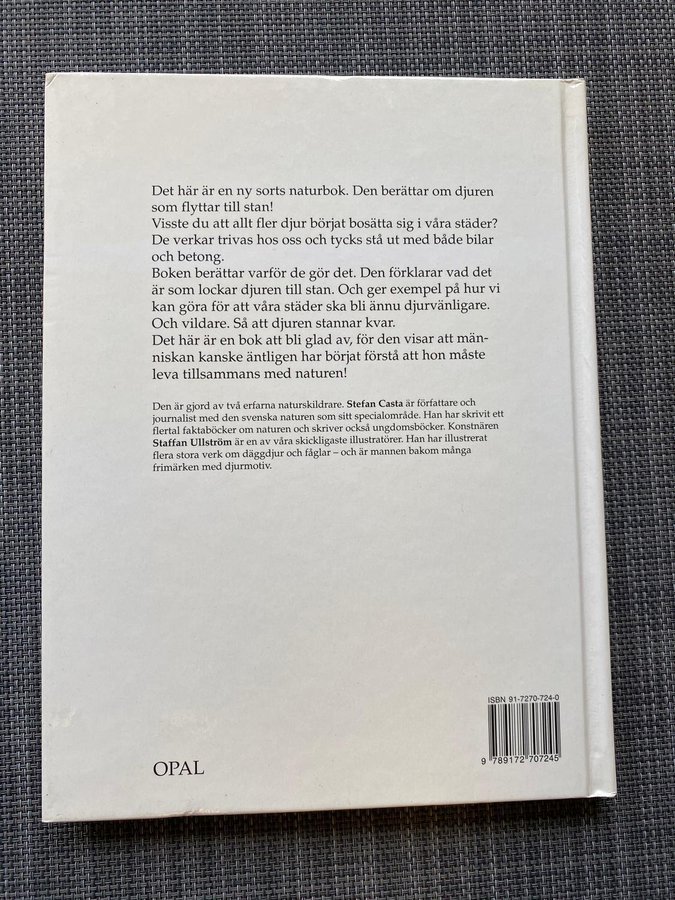 Det här är en ny sorts naturbok. Den berättar om djuren
som flyttar till stan!
Visste du att allt fler djur börjat bosätta sig i våra städer?
De verkar trivas hos oss och tycks stå ut med både bilar
och betong.
Boken berättar varför de gör det. Den förklarar vad det
är som lockar djuren till stan. Och ger exempel på hur vi
kan göra för att våra städer ska bli ännu djurvänligare.
Och vildare. Så att djuren stannar kvar.
Det här är en bok att bli glad av, för den visar att män-
niskan kanske äntligen har börjat förstå att hon måste
leva tillsammans med naturen!
Den är gjord av två erfarna naturskildrare. Stefan Casta är författare och
journalist med den svenska naturen som sitt specialområde. Han har skrivit ett
flertal faktaböcker om naturen och skriver också ungdomsböcker. Konstnären
Staffan Ullström är en av våra skickligaste illustratörer. Han har illustrerat
flera stora verk om däggdjur och fåglar – och är mannen bakom många
frimärken med djurmotiv.
ISBN 91-7270-724-0
9 789172 707245
OPAL